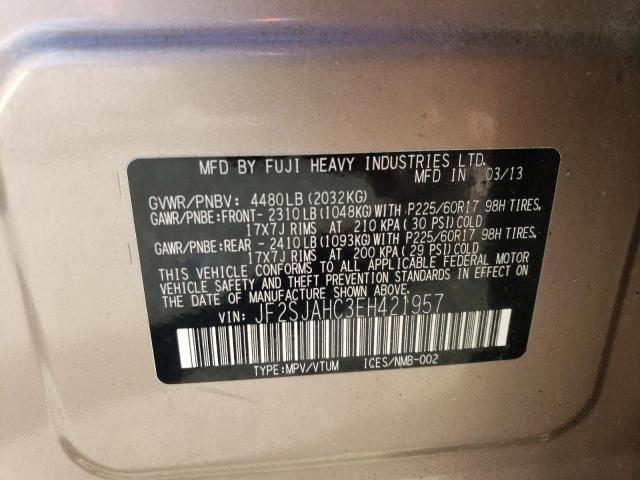 MFD BY FUJI HEAVY INDUSTRIES LTD.
MFD IN 03/13
GVWR/PNBV: 4480LB(2032KG)
GAWR/PNBE:FRONT- 2310LB(1048KG)WITH P225/60R17 98H TIRES,
17X7J RIMS AT 210 KPA(30 PSI)COLD
GAWR/PNBE:REAR - 2410LB(1093KG)WITH P225/60R17 98H TIRES,
17X7J RIMS AT 200 KPA(29 PSI)COLD
THIS VEHICLE CONFORMS TO ALL APPLICABLE FEDERAL MOTOR
VEHICLE SAFETY AND THEFT PREVENTION STANDARDS IN EFFECT ON
THE DATE OF MANUFACTURE SHOWN ABOVE.
VIN: JF2SJAHC3EH421957
TYPE:MPV/VTUM ICES/NMB-002